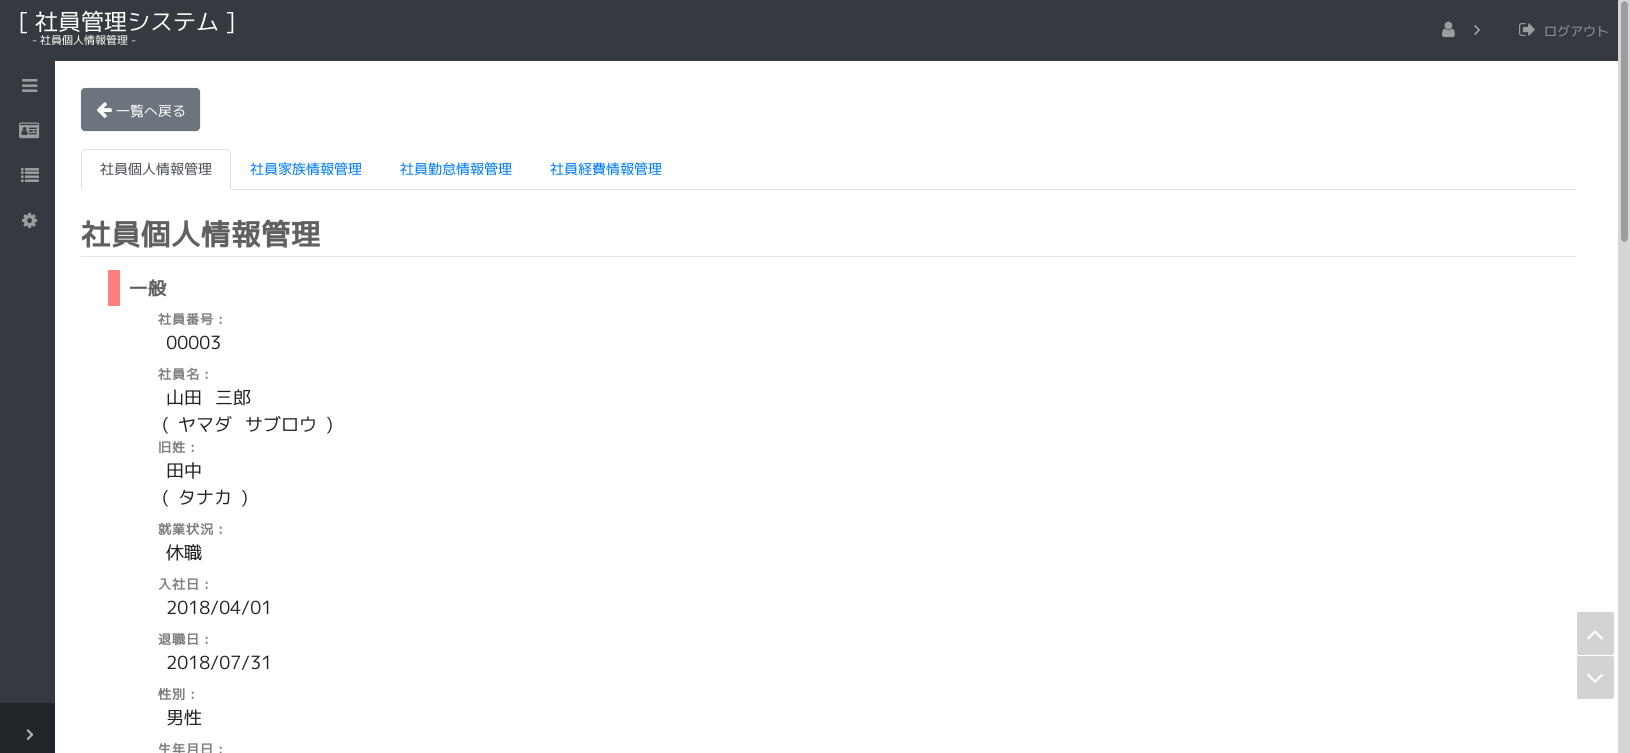 [ 社員管理システム ]
- 社員個人情報管理 -
ログアウト
一覧へ戻る
社員個人情報管理 社員家族情報管理 社員勤怠情報管理 社員経費情報管理
社員個人情報管理
一般
社員番号 :
00003
社員名 :
山田 三郎
( ヤマダ サブロウ )
旧姓 :
田中
( タナカ )
就業状況 :
休職
入社日 :
2018/04/01
退職日 :
2018/07/31
性別 :
男性
生年月日 :